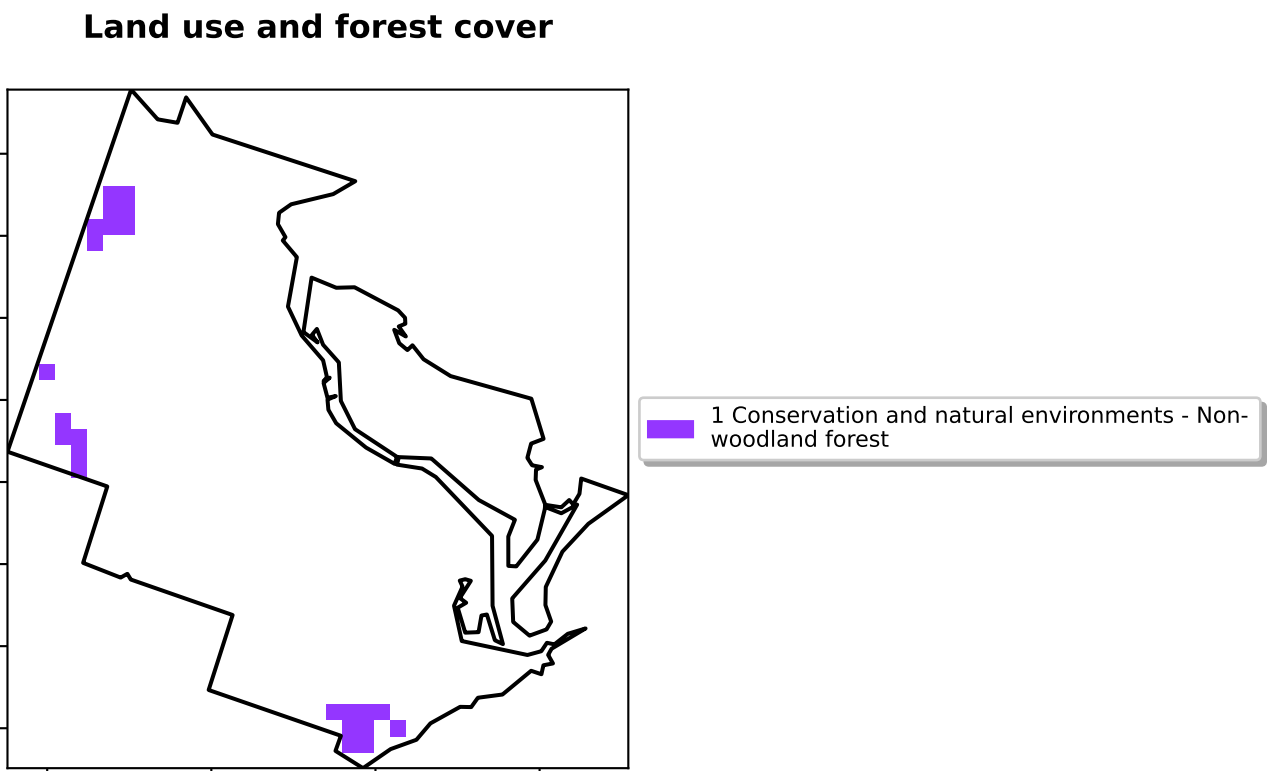 Land use and forest cover
1 Conservation and natural environments - Non-
woodland forest